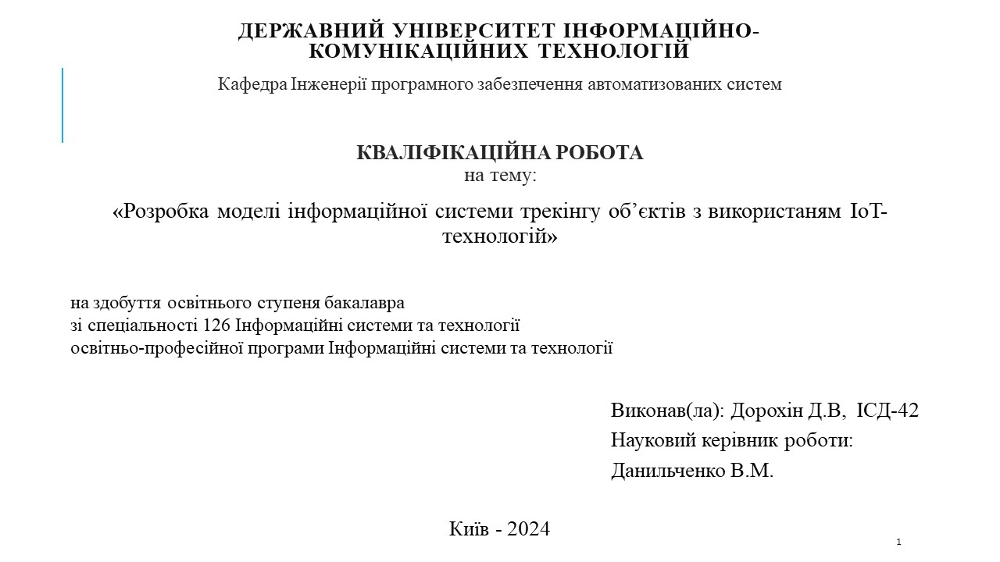 ДЕРЖАВНИЙ УНІВЕРСИТЕТ ІНФОРМАЦІЙНО-
КОМУНІКАЦІЙНИХ ТЕХНОЛОГІЙ
Кафедра Інженерії програмного забезпечення автоматизованих систем
КВАЛІФІКАЦІЙНА РОБОТА
на тему:
«Розробка моделі інформаційної системи трекінгу об’єктів з використаням IoT-
технологій»
на здобуття освітнього ступеня бакалавра
зі спеціальності 126 Інформаційні системи та технології
освітньо-професійної програми Інформаційні системи та технології
Виконав(ла): Дорохін Д.В, ІСД-42
Науковий керівник роботи:
Данильченко В.М.
Київ - 2024
1